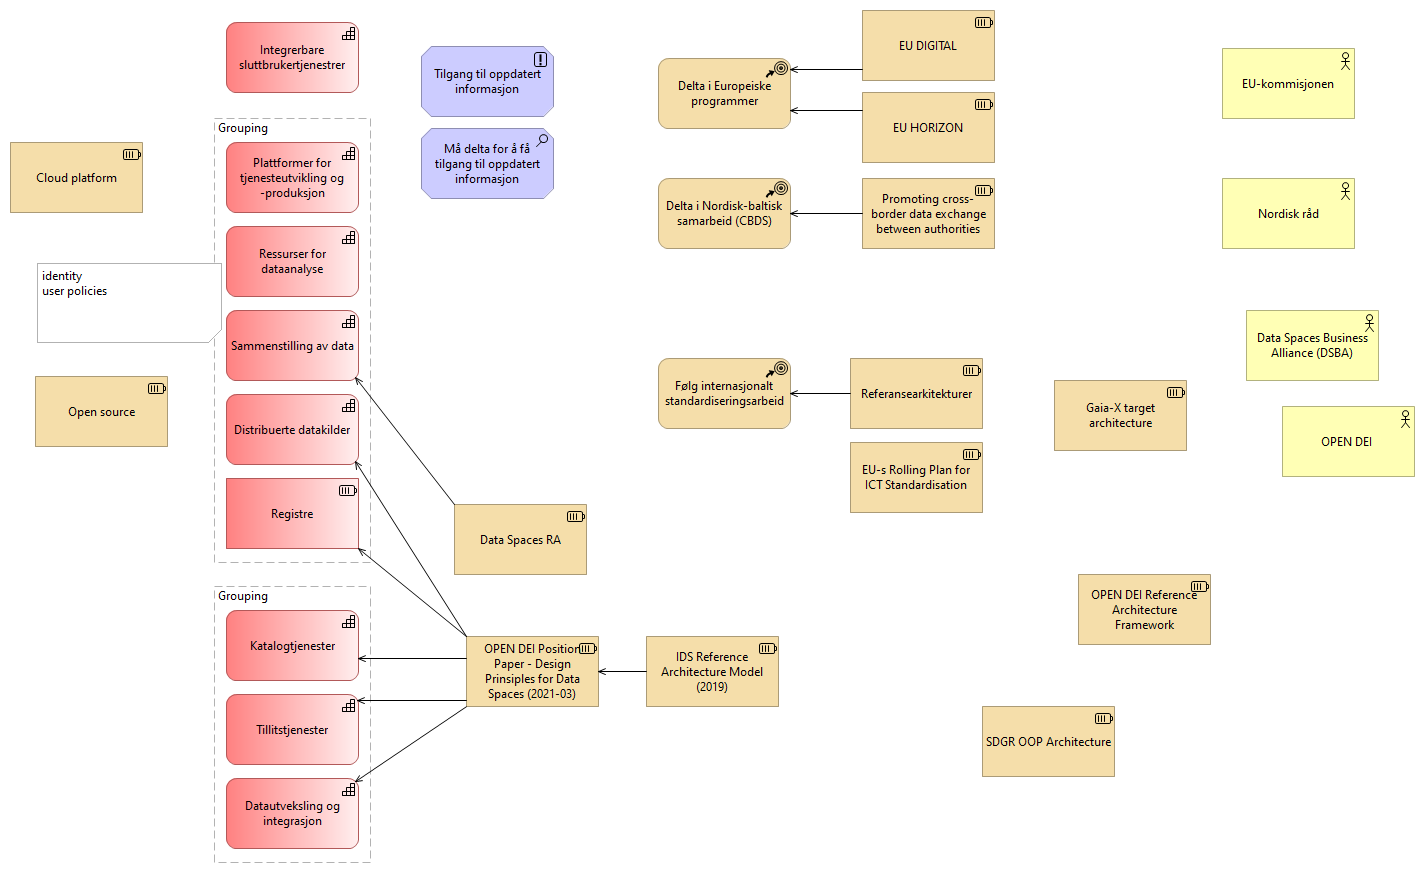 Integrerbare
sluttbrukertjenestrer
Grouping
Plattformer for
tjenesteutvikling og
-produksjon
Ressurser for
dataanalyse
Sammenstilling av data
Distribuerte datakilder
Registre
Grouping
Katalogtjenester
Tillitstjenester
Datautveksling og
integrasjon
Cloud platform
identity
user policies
Open source
Tilgang til oppdatert
informasjon
Må delta for å få
tilgang til oppdatert
informasjon
Data Spaces RA
OPEN DEI Position
Paper - Design
Prinsiples for Data
Spaces (2021-03)
IDS Reference
Architecture Model
(2019)
Delta i Europeiske
programmer
EU DIGITAL
EU HORIZON
Delta i Nordisk-baltisk
samarbeid (CBDS)
Promoting cross-
border data exchange
between authorities
Følg internasjonalt
standardiseringsarbeid
Referansearkitekturer
EU-s Rolling Plan for
ICT Standardisation
Gaia-X target
architecture
OPEN DEI Reference
Architecture
Framework
SDGR OOP Architecture
EU-kommisjonen
Nordisk råd
Data Spaces Business
Alliance (DSBA)
OPEN DEI